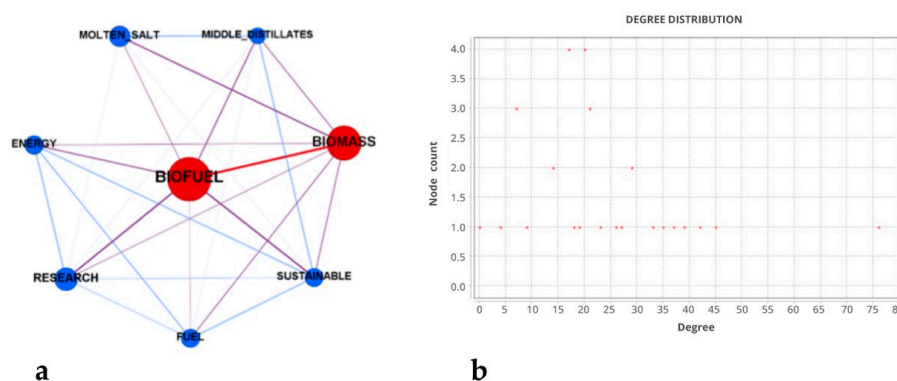 MOLTEN_SALT
MIDDLE_DISTILLATES
ENERGY
BIOMASS
BIOFUEL
RESEARCH
SUSTAINABLE
FUEL
a
DEGREE DISTRIBUTION
4.0
3.5
3.0
2.5
2.0
1.5
1.0
0.5
0.0
Node count
0 5 10 15 20 25 30 35 40 45 50 55 60 65 70 75 80
Degree
b